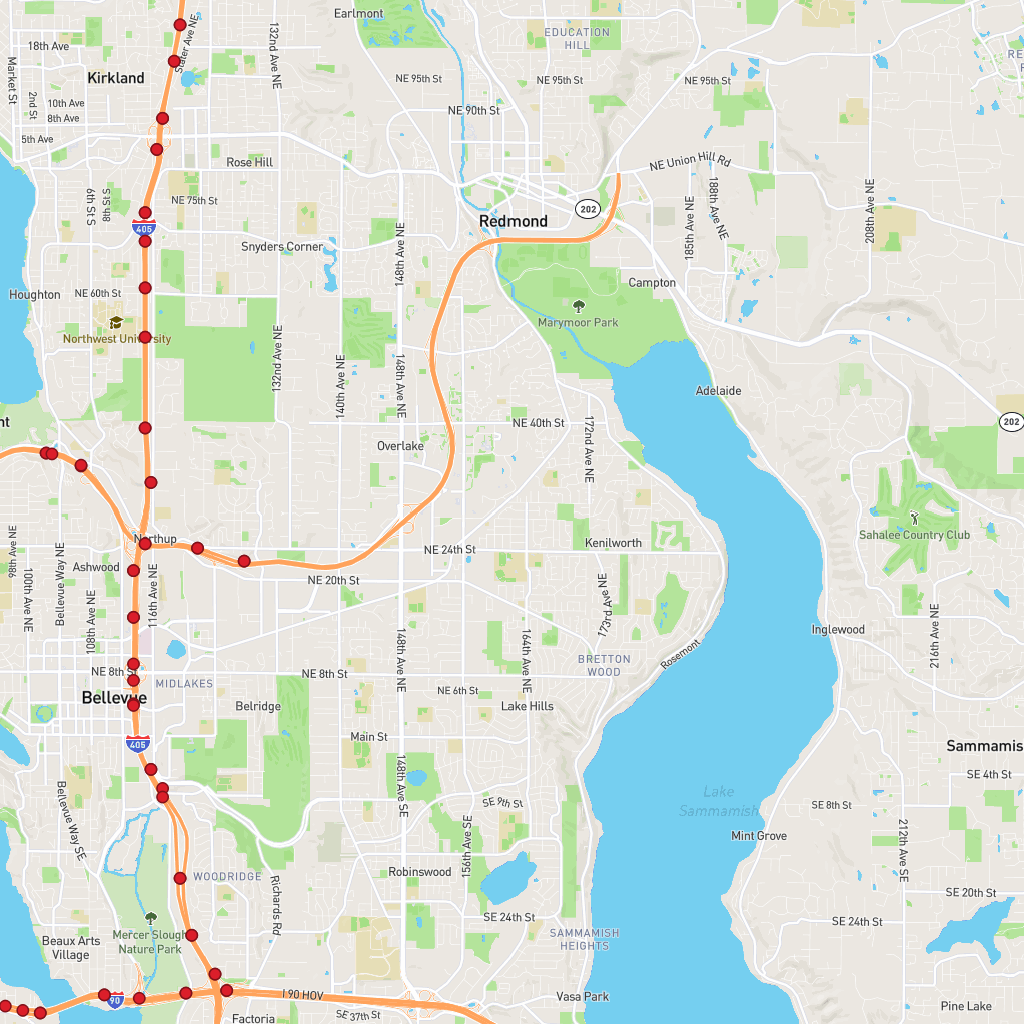 Earlmont
132nd Ave NE
Slater Ave NE
EDUCATION
HILL
18th Ave
Market St
Kirkland
NE 95th St
NE 95th St
NE 95th St
2nd St
10th Ave
8th Ave
NE 90th St
5th Ave
Rose Hill
NE Union Hill Rd
6th St S
8th St S
NE 75th St
188th Ave NE
185th Ave NE
208th Ave NE
202
Redmond
405
Snyders Corner
148th Ave NE
Houghton
NE 60th St
Campton
Marymoor Park
Northwest University
132nd Ave NE
140th Ave NE
148th Ave NE
Adelaide
NE 40th St
172nd Ave NE
202
nt
Overlake
Sahalee Country Club
Northup
Kenilworth
NE 24th St
98th Ave NE
Ashwood
100th Ave NE
Bellevue Way NE
108th Ave NE
116th Ave NE
NE 20th St
173rd Ave NE
Inglewood
216th Ave NE
148th Ave NE
164th Ave NE
Rosemont
BRETTON
WOOD
NE 8th St
MIDLAKES
NE 8th St
NE 6th St
Bellevue
Belridge
Lake Hills
405
Main St
Sammamis
148th Ave SE
SE 4th St
Bellevue Way SE
Lake
Sammamish
SE 9th St
SE 8th St
Mint Grove
156th Ave SE
212th Ave SE
WOODRIDGE
Robinswood
Richards Rd
SE 20th St
SE 24th St
SE 24th St
Mercer Slough
Nature Park
Beaux Arts
Village
SAMMAMISH
HEIGHTS
90
I 90 HOV
Vasa Park
SE 37th St
Factoria
Pine Lake